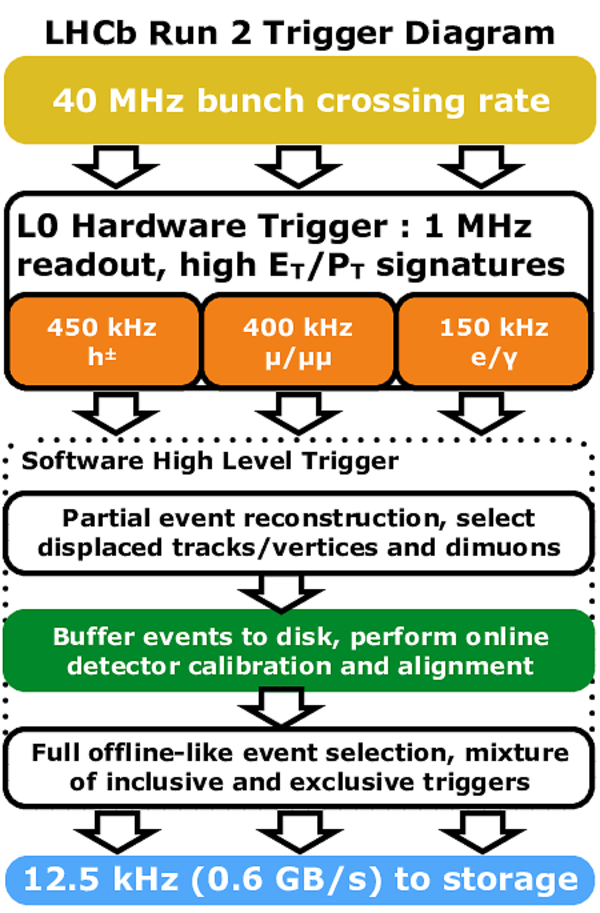 LHCb Run 2 Trigger Diagram
40 MHz bunch crossing rate
L0 Hardware Trigger : 1 MHz
readout, high E_T/P_T signatures
450 kHz
h±
400 kHz
μ/μμ
150 kHz
e/γ
Software High Level Trigger
Partial event reconstruction, select
displaced tracks/vertices and dimuons
Buffer events to disk, perform online
detector calibration and alignment
Full offline-like event selection, mixture
of inclusive and exclusive triggers
12.5 kHz (0.6 GB/s) to storage